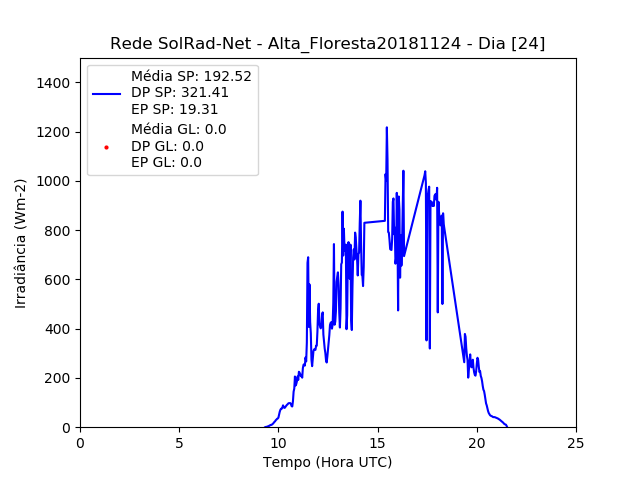 Rede SolRad-Net - Alta_Floresta20181124 - Dia [24]
Média SP: 192.52
DP SP: 321.41
EP SP: 19.31
Média GL: 0.0
DP GL: 0.0
EP GL: 0.0
1400
1200
1000
800
600
400
200
0
Irradiância (Wm-2)
0 5 10 15 20 25
Tempo (Hora UTC)